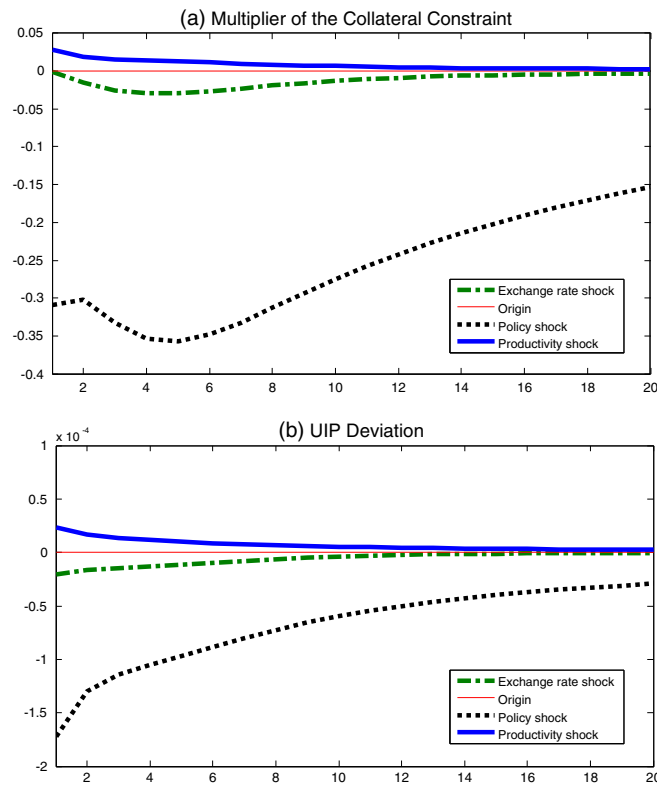 (a) Multiplier of the Collateral Constraint
0.05
0
-0.05
-0.1
-0.15
-0.2
-0.25
-0.3
-0.35
-0.4
2 4 6 8 10 12 14 16 18 20
Exchange rate shock
Origin
Policy shock
Productivity shock
(b) UIP Deviation
x 10 -4
1
0.5
0
-0.5
-1
-1.5
-2
2 4 6 8 10 12 14 16 18 20
Exchange rate shock
Origin
Policy shock
Productivity shock